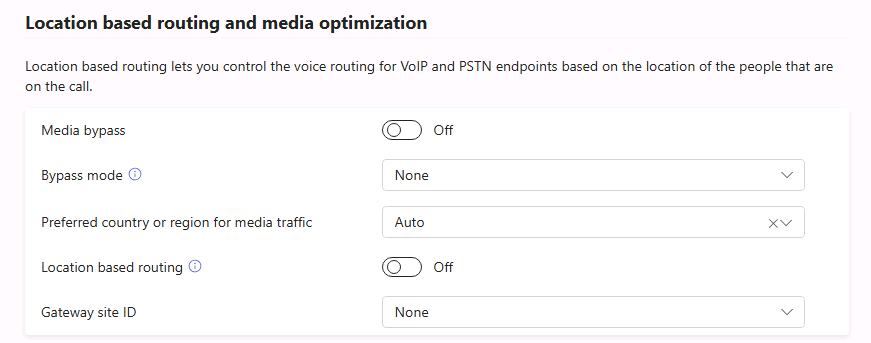 Location based routing and media optimization
Location based routing lets you control the voice routing for VoIP and PSTN endpoints based on the location of the people that are
on the call.
Media bypass Off
Bypass mode None
Preferred country or region for media traffic Auto
Location based routing Off
Gateway site ID None